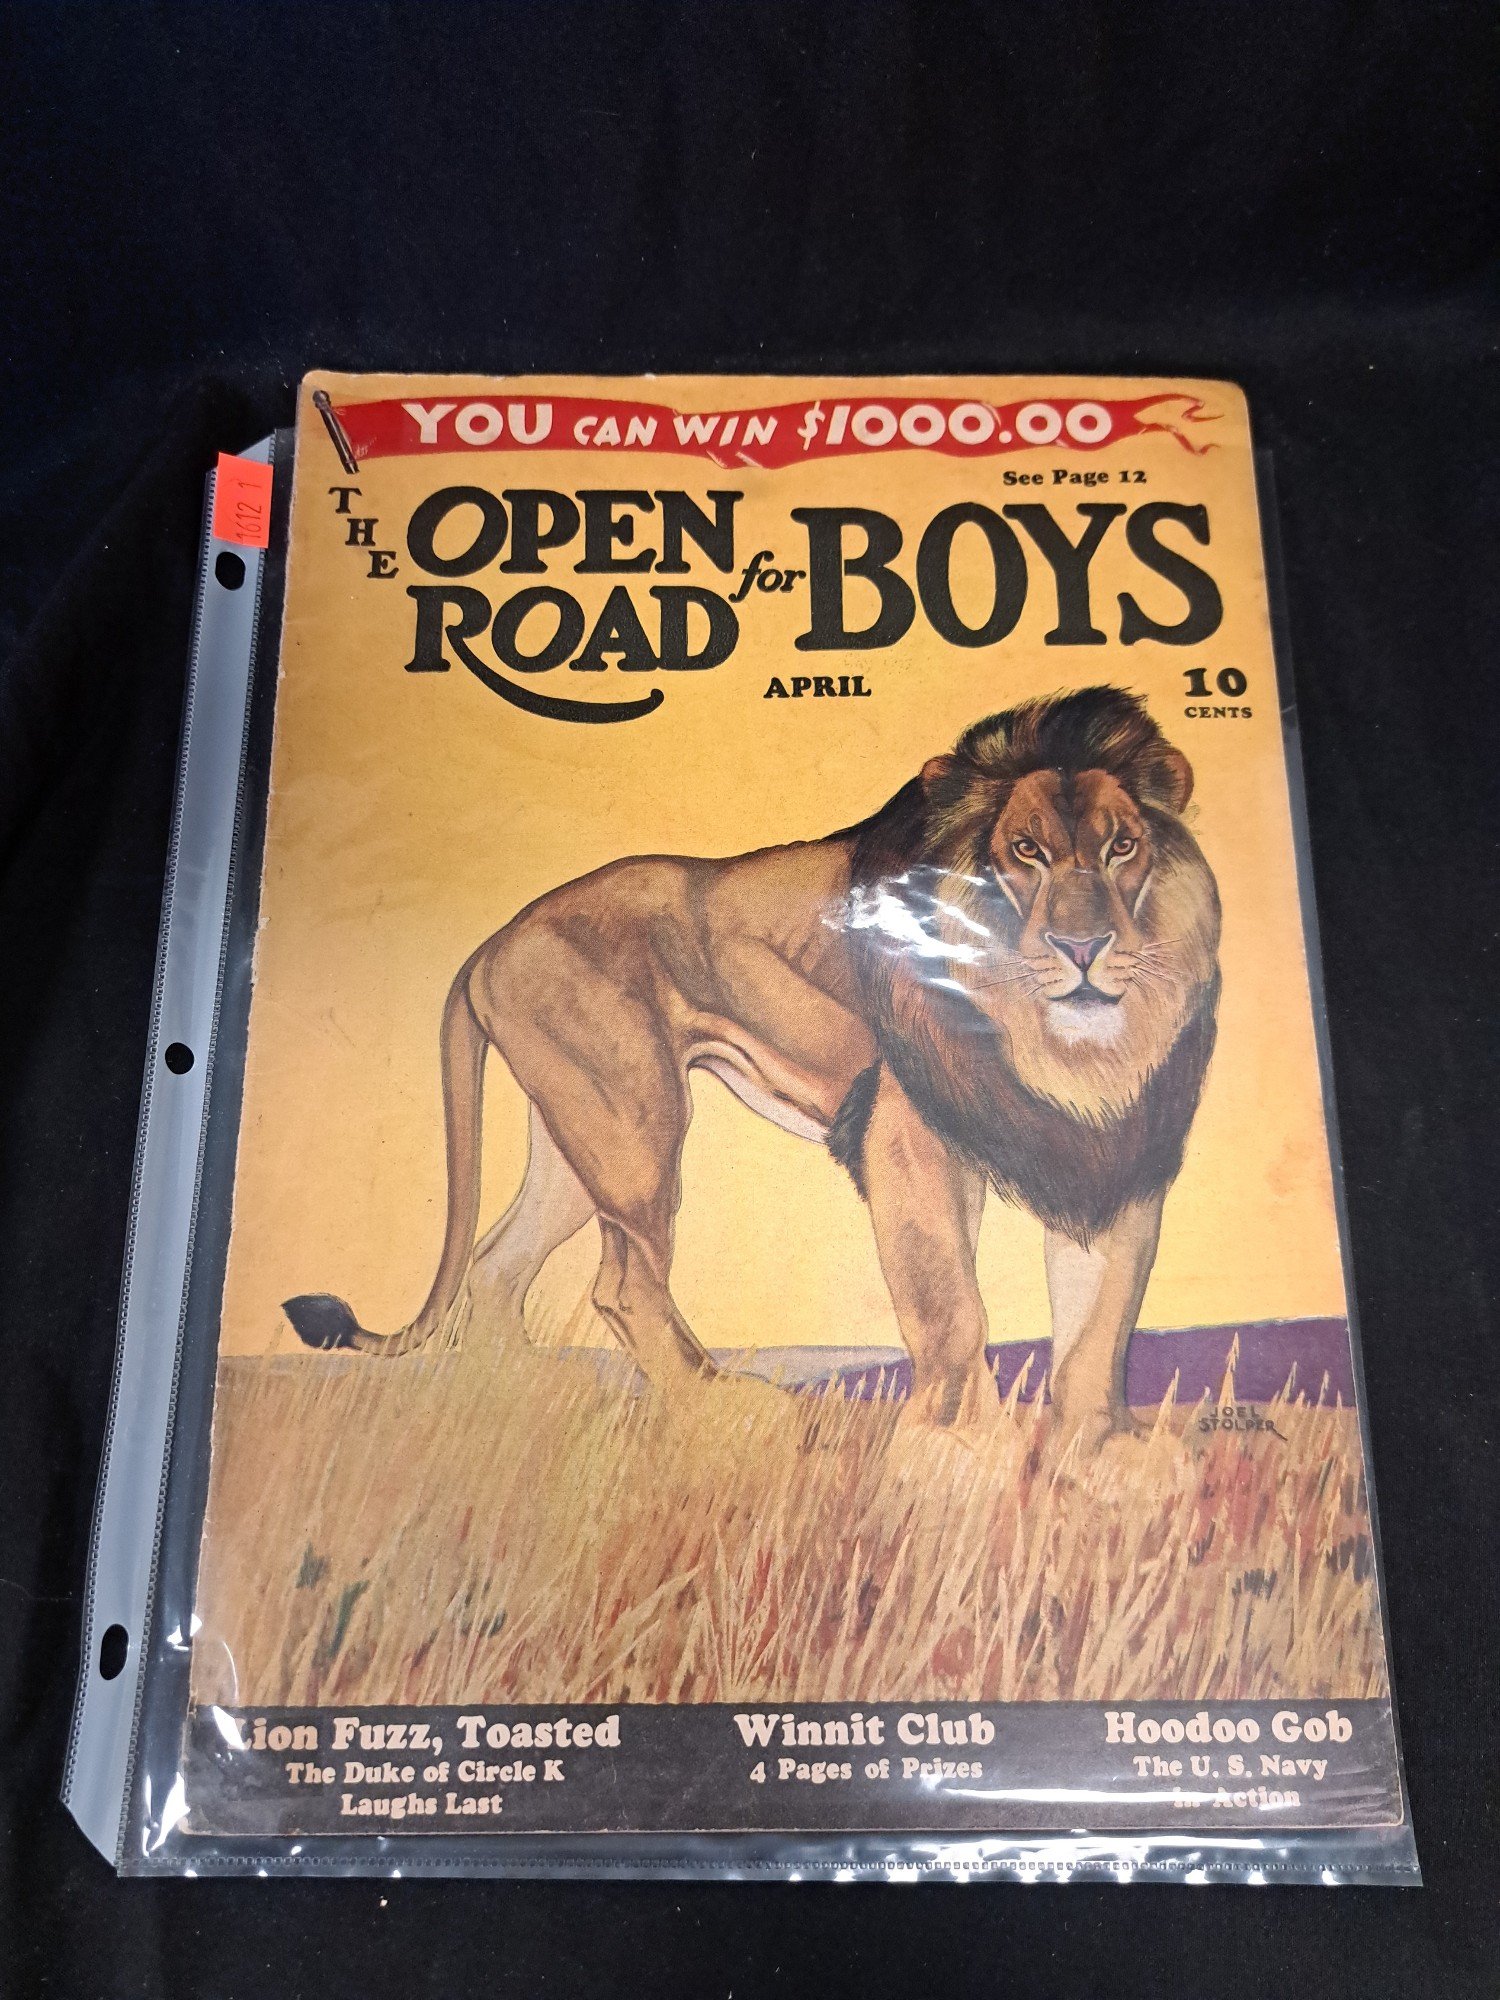 YOU CAN WIN $1000.00
See Page 12
THE OPEN ROAD for BOYS
APRIL
10
CENTS
1612 1
JOEL
STOLPER
Lion Fuzz, Toasted
The Duke of Circle K
Laughs Last
Winnit Club
4 Pages of Prizes
Hoodoo Gob
The U. S. Navy
in Action